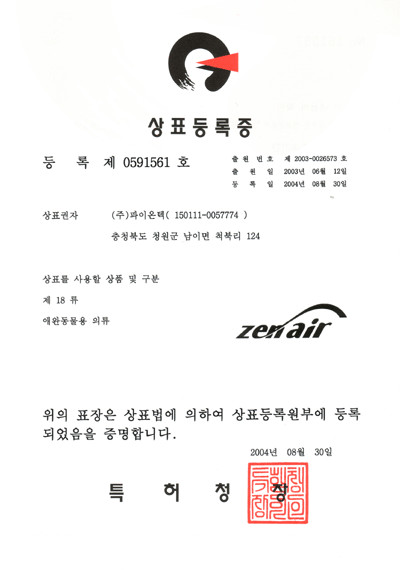 상표등록증
등 록 제 0591561 호
출 원 번 호 제 2003-0026573 호
출 원 일 2003년 06월 12일
등 록 일 2004년 08월 30일
상표권자 (주)파이온텍( 150111-0057774 )
충청북도 청원군 남이면 척북리 124
상표를 사용할 상품 및 구분
제 18 류
애완동물용 의류
zenair
위의 표장은 상표법에 의하여 상표등록원부에 등록
되었음을 증명합니다.
2004년 08월 30일
특 허 청 장